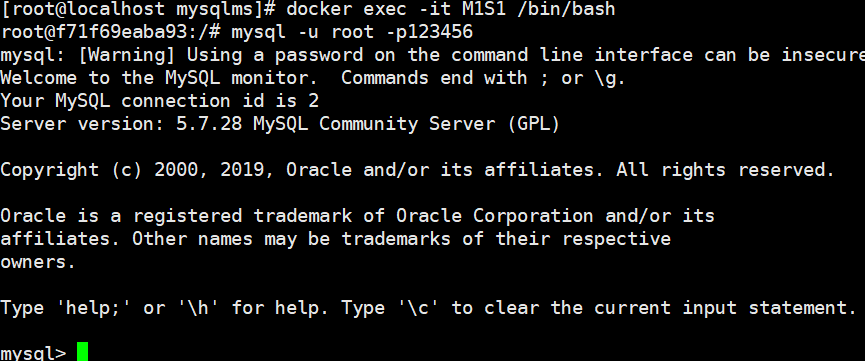 [root@localhost mysqlms]# docker exec -it M1S1 /bin/bash
root@f71f69eaba93:/# mysql -u root -p123456
mysql: [Warning] Using a password on the command line interface can be insecure
Welcome to the MySQL monitor.  Commands end with ; or \g.
Your MySQL connection id is 2
Server version: 5.7.28 MySQL Community Server (GPL)
Copyright (c) 2000, 2019, Oracle and/or its affiliates. All rights reserved.
Oracle is a registered trademark of Oracle Corporation and/or its
affiliates. Other names may be trademarks of their respective
owners.
Type 'help;' or '\h' for help. Type '\c' to clear the current input statement.
mysql>